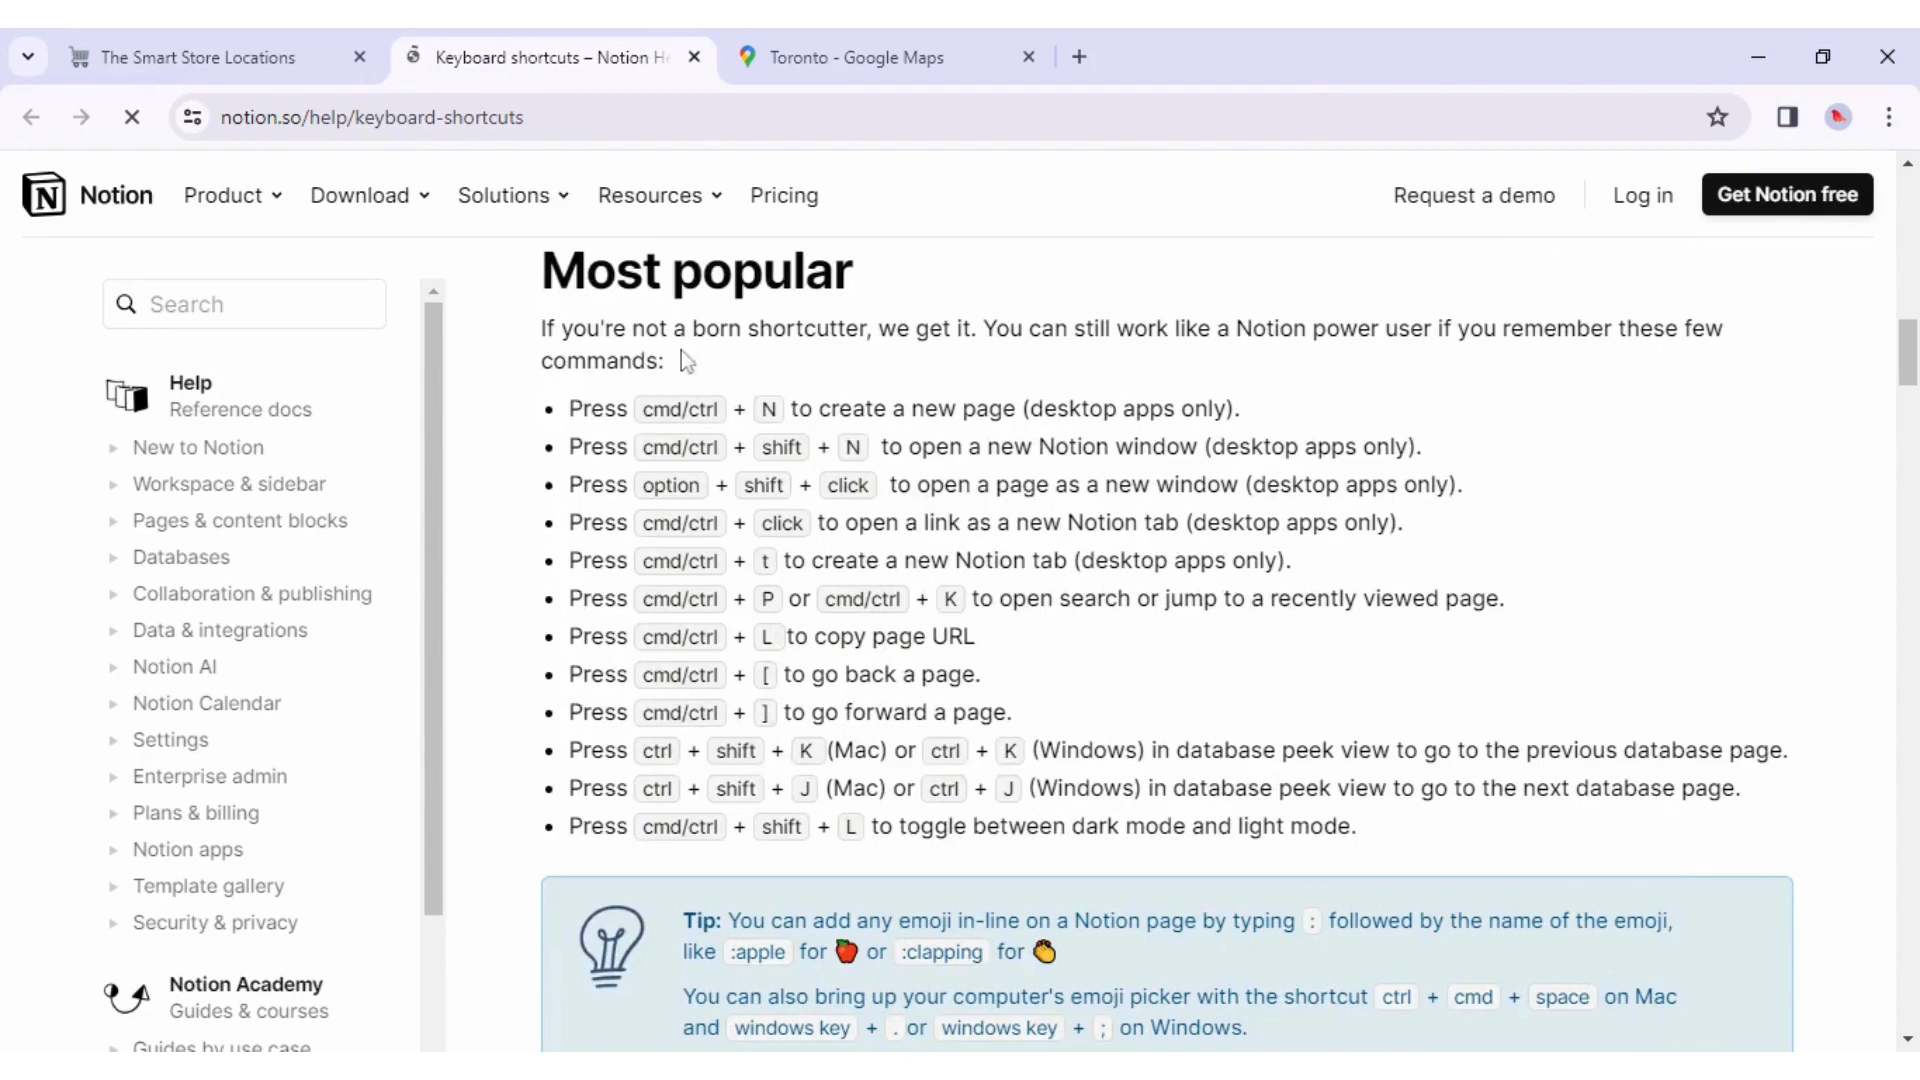 The Smart Store Locations
Keyboard shortcuts – Notion He
Toronto - Google Maps
notion.so/help/keyboard-shortcuts
Notion Product Download Solutions Resources Pricing Request a demo Log in Get Notion free
Search
Help
Reference docs
New to Notion
Workspace & sidebar
Pages & content blocks
Databases
Collaboration & publishing
Data & integrations
Notion AI
Notion Calendar
Settings
Enterprise admin
Plans & billing
Notion apps
Template gallery
Security & privacy
Notion Academy
Guides & courses
Guides by use case
Most popular
If you're not a born shortcutter, we get it. You can still work like a Notion power user if you remember these few
commands:
• Press cmd/ctrl + N to create a new page (desktop apps only).
• Press cmd/ctrl + shift + N to open a new Notion window (desktop apps only).
• Press option + shift + click to open a page as a new window (desktop apps only).
• Press cmd/ctrl + click to open a link as a new Notion tab (desktop apps only).
• Press cmd/ctrl + t to create a new Notion tab (desktop apps only).
• Press cmd/ctrl + P or cmd/ctrl + K to open search or jump to a recently viewed page.
• Press cmd/ctrl + L to copy page URL
• Press cmd/ctrl + [ to go back a page.
• Press cmd/ctrl + ] to go forward a page.
• Press ctrl + shift + K (Mac) or ctrl + K (Windows) in database peek view to go to the previous database page.
• Press ctrl + shift + J (Mac) or ctrl + J (Windows) in database peek view to go to the next database page.
• Press cmd/ctrl + shift + L to toggle between dark mode and light mode.
Tip: You can add any emoji in-line on a Notion page by typing : followed by the name of the emoji,
like :apple for 🍎 or :clapping for 👏
You can also bring up your computer's emoji picker with the shortcut ctrl + cmd + space on Mac
and windows key + . or windows key + ; on Windows.